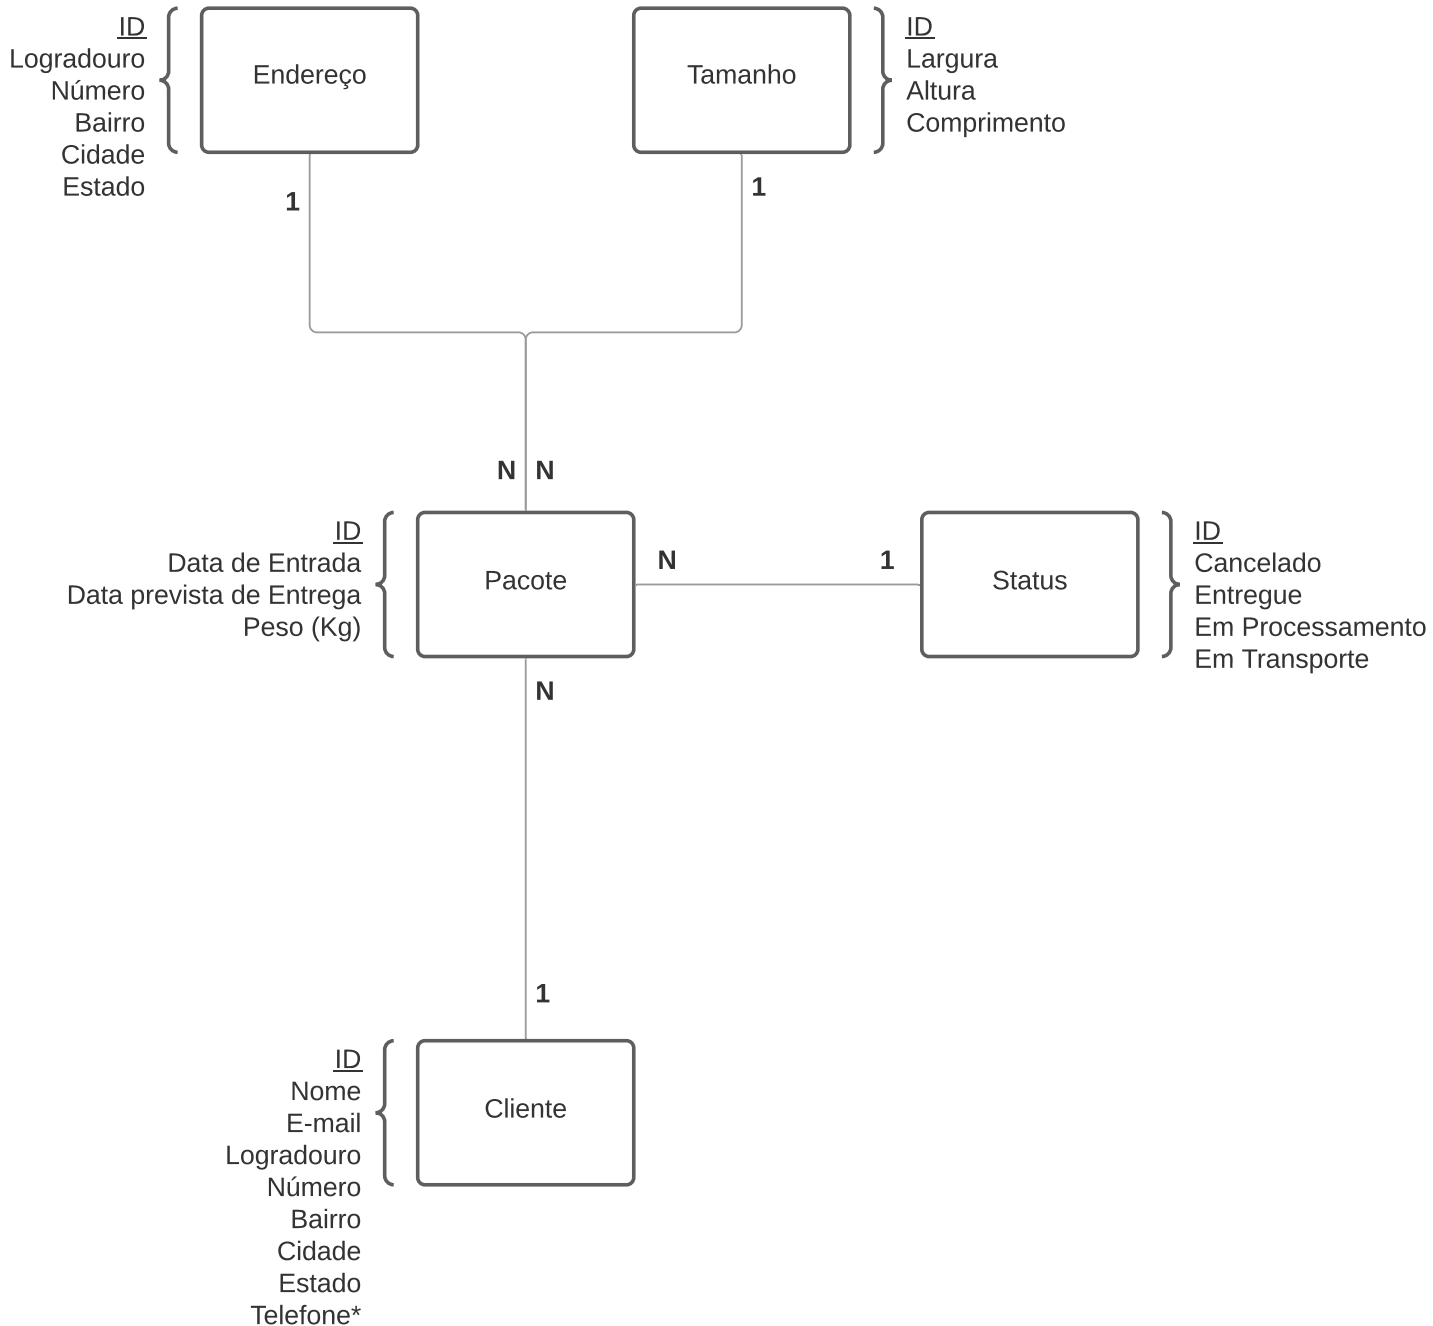 ID
Logradouro
Número
Bairro
Cidade
Estado
Endereço
1
Tamanho
1
ID
Largura
Altura
Comprimento
N N
ID
Data de Entrada
Data prevista de Entrega
Peso (Kg)
Pacote
N
1
Status
ID
Cancelado
Entregue
Em Processamento
Em Transporte
N
1
ID
Nome
E-mail
Logradouro
Número
Bairro
Cidade
Estado
Telefone*
Cliente